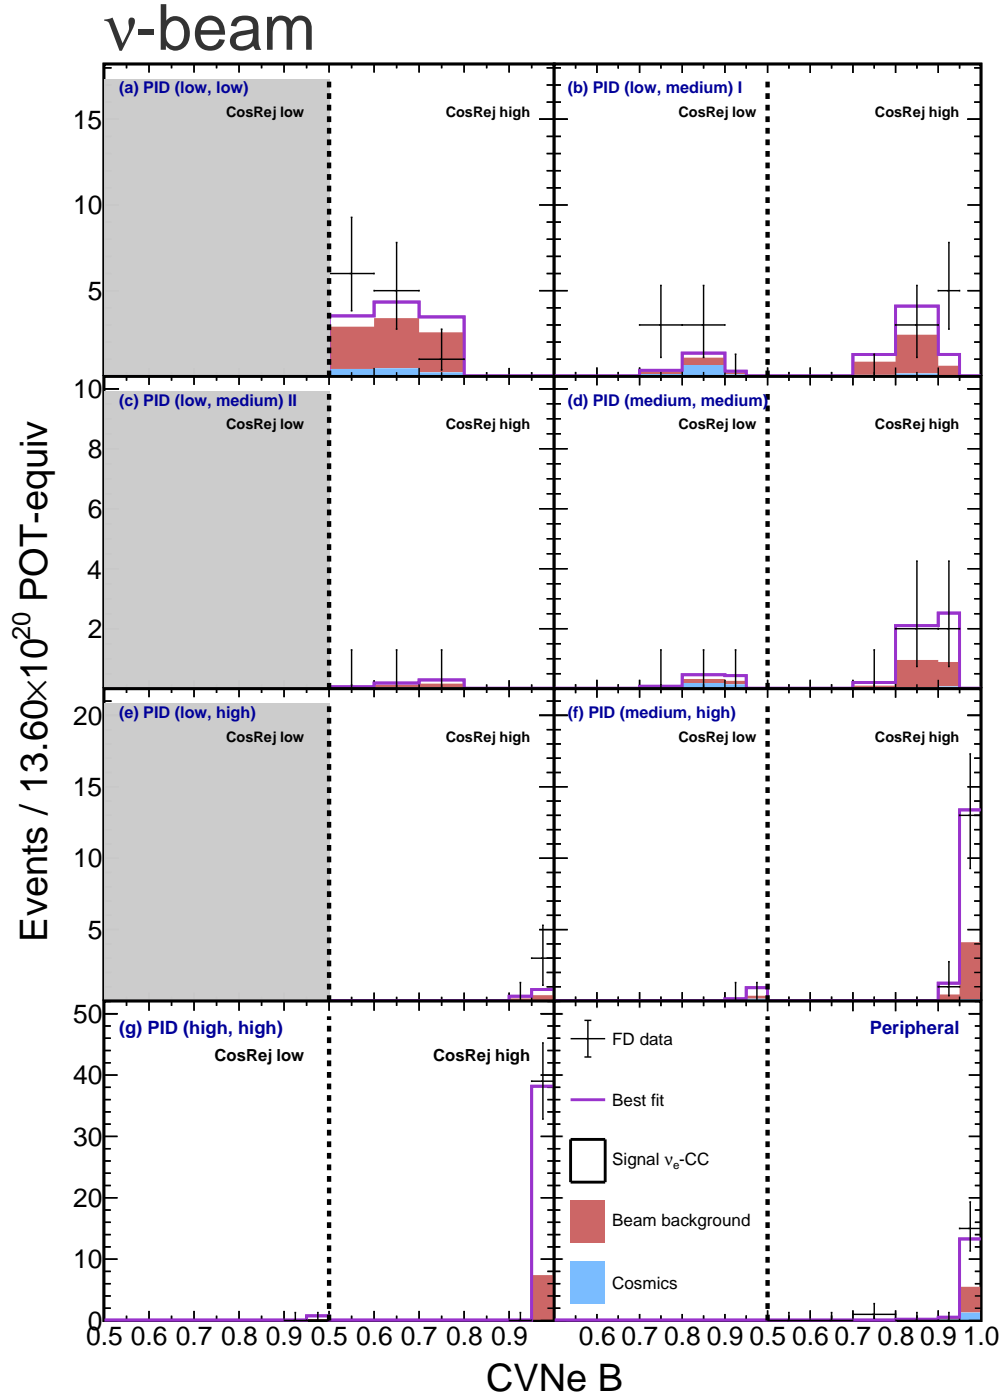 ν-beam
(a) PID (low, low)
CosRej low
CosRej high
(b) PID (low, medium) I
CosRej low
CosRej high
15
10
5
(c) PID (low, medium) II
CosRej low
CosRej high
(d) PID (medium, medium)
CosRej low
CosRej high
10
8
6
4
2
Events / 13.60×10²⁰ POT-equiv
(e) PID (low, high)
CosRej low
CosRej high
(f) PID (medium, high)
CosRej low
CosRej high
20
15
10
5
(g) PID (high, high)
CosRej low
CosRej high
Peripheral
50
40
30
20
10
0
FD data
Best fit
Signal νₑ-CC
Beam background
Cosmics
0.5 0.6 0.7 0.8 0.9 0.5 0.6 0.7 0.8 0.9 0.6 0.7 0.8 0.9 0.5 0.6 0.7 0.8 0.9 1.0
CVNe B